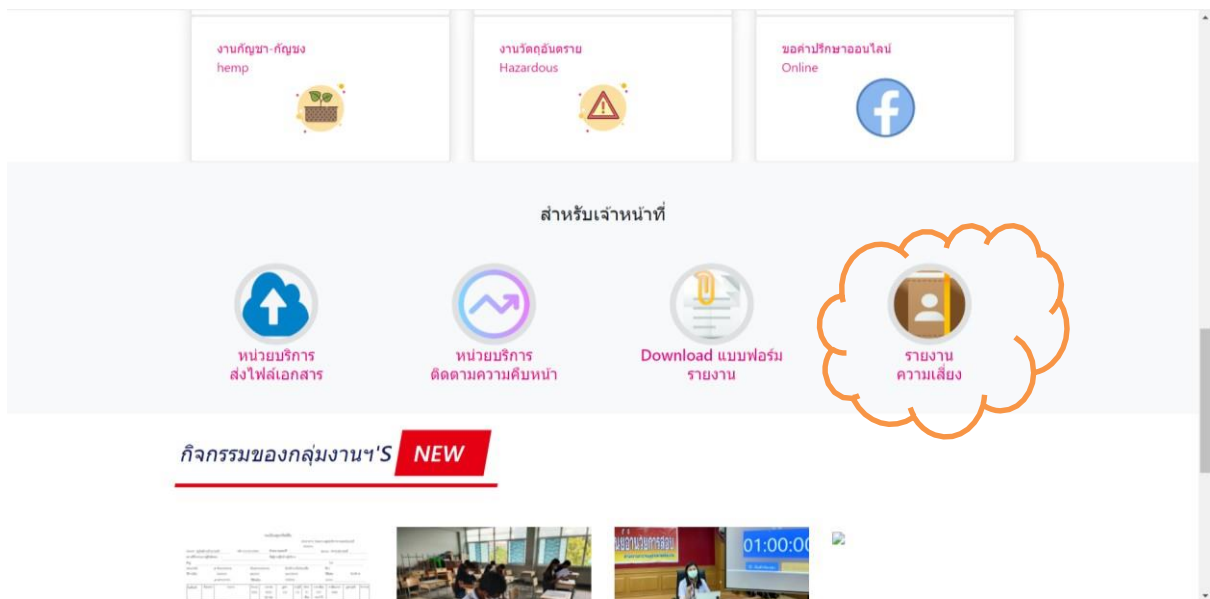 งานกัญชา-กัญชง
hemp
งานวัตถุอันตราย
Hazardous
ขอคำปรึกษาออนไลน์
Online
สำหรับเจ้าหน้าที่
หน่วยบริการ
ส่งไฟล์เอกสาร
หน่วยบริการ
ติดตามความคืบหน้า
Download แบบฟอร์ม
รายงาน
รายงาน
ความเสี่ยง
กิจกรรมของกลุ่มงานฯ'S NEW
01:00:00